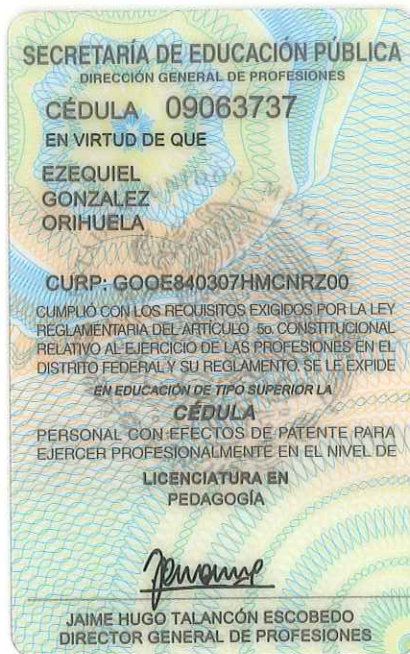 SECRETARÍA DE EDUCACIÓN PÚBLICA
DIRECCIÓN GENERAL DE PROFESIONES
CÉDULA 09063737
EN VIRTUD DE QUE
EZEQUIEL
GONZALEZ
ORIHUELA
CURP: GOOE840307HMCNRZ00
CUMPLIÓ CON LOS REQUISITOS EXIGIDOS POR LA LEY
REGLAMENTARIA DEL ARTÍCULO 5o. CONSTITUCIONAL
RELATIVO AL EJERCICIO DE LAS PROFESIONES EN EL
DISTRITO FEDERAL Y SU REGLAMENTO, SE LE EXPIDE
EN EDUCACIÓN DE TIPO SUPERIOR LA
CÉDULA
PERSONAL CON EFECTOS DE PATENTE PARA
EJERCER PROFESIONALMENTE EN EL NIVEL DE
LICENCIATURA EN
PEDAGOGÍA
JAIME HUGO TALANCÓN ESCOBEDO
DIRECTOR GENERAL DE PROFESIONES